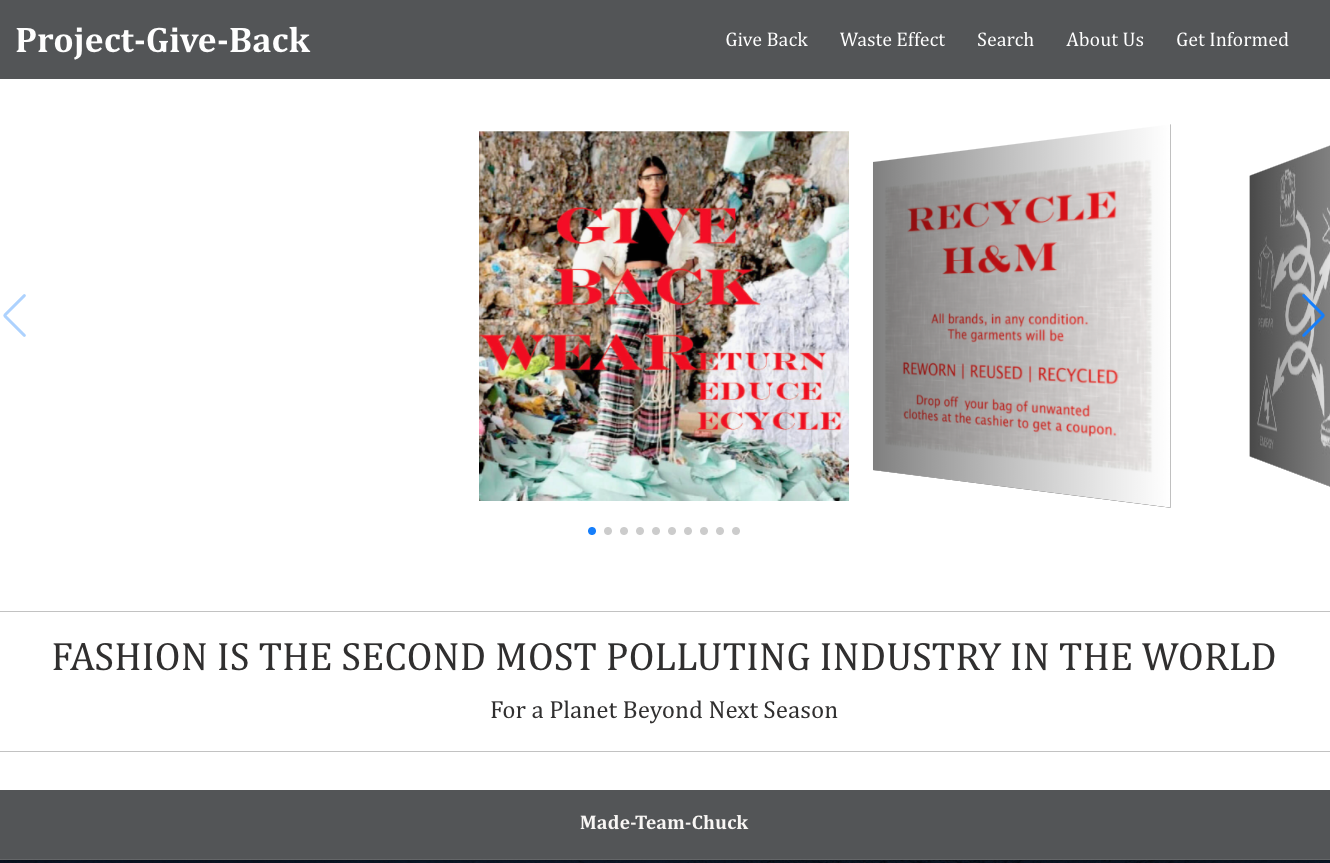 Project-Give-Back
Give Back Waste Effect Search About Us Get Informed
GIVE
BACK
WEARETURN
EDUCE
ECYCLE
RECYCLE
H&M
All brands, in any condition.
The garments will be
REWORN | REUSED | RECYCLED
Drop off your bag of unwanted
clothes at the cashier to get a coupon.
FASHION IS THE SECOND MOST POLLUTING INDUSTRY IN THE WORLD
For a Planet Beyond Next Season
Made-Team-Chuck